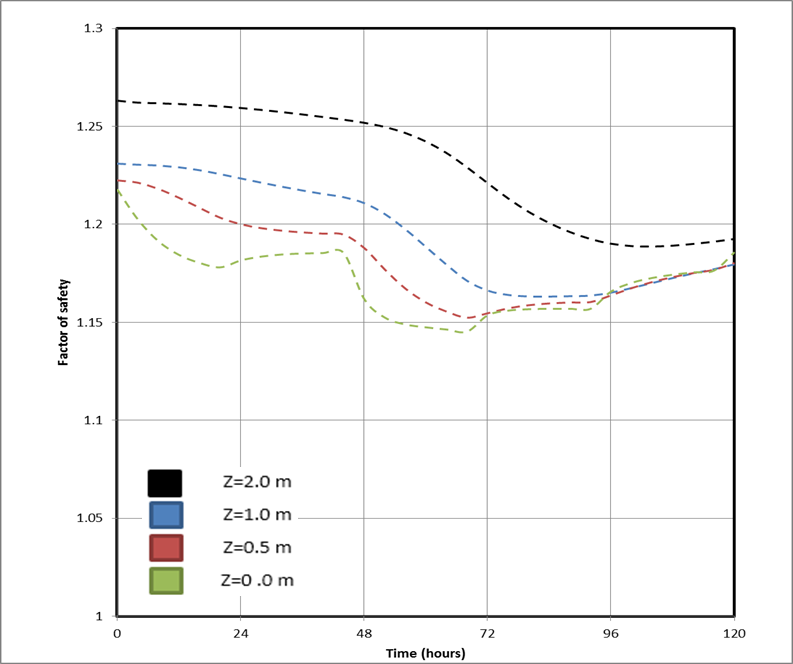 1.3
1.25
1.2
1.15
1.1
1.05
1
Factor of safety
Z=2.0 m
Z=1.0 m
Z=0.5 m
Z=0 .0 m
0 24 48 72 96 120
Time (hours)